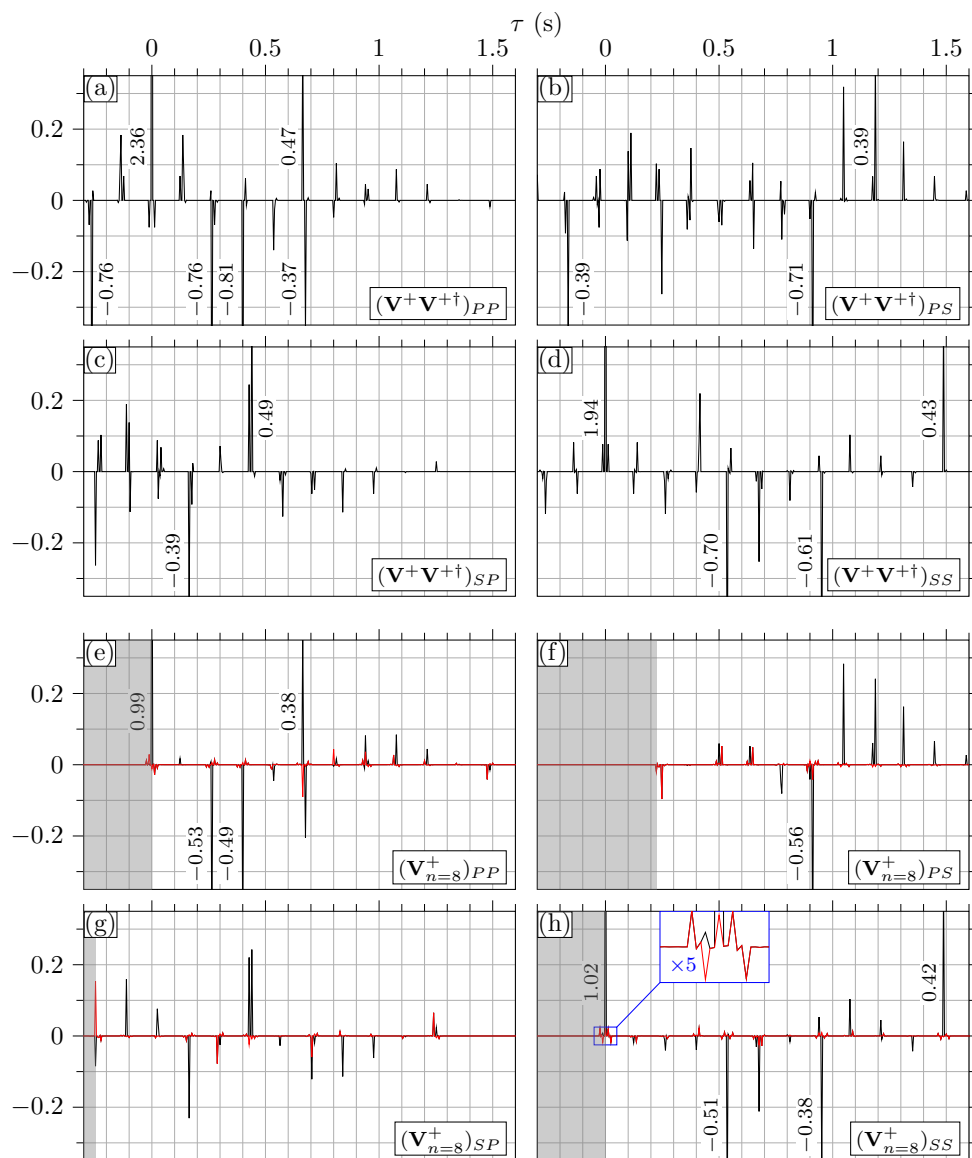 τ (s)
0 0.5 1 1.5 0 0.5 1 1.5
(a) (b)
0.2
0
−0.2
2.36 0.47 −0.76 −0.76 −0.81 −0.37
0.39 −0.39 −0.71
(V⁺V⁺†)PP (V⁺V⁺†)PS
(c) (d)
0.2
0
−0.2
0.49 −0.39
1.94 0.43 −0.70 −0.61
(V⁺V⁺†)SP (V⁺V⁺†)SS
(e) (f)
0.2
0
−0.2
0.99 0.38 −0.53 −0.49
−0.56
(V⁺n=8)PP (V⁺n=8)PS
(g) (h)
0.2
0
−0.2
×5
1.02 0.42 −0.51 −0.38
(V⁺n=8)SP (V⁺n=8)SS